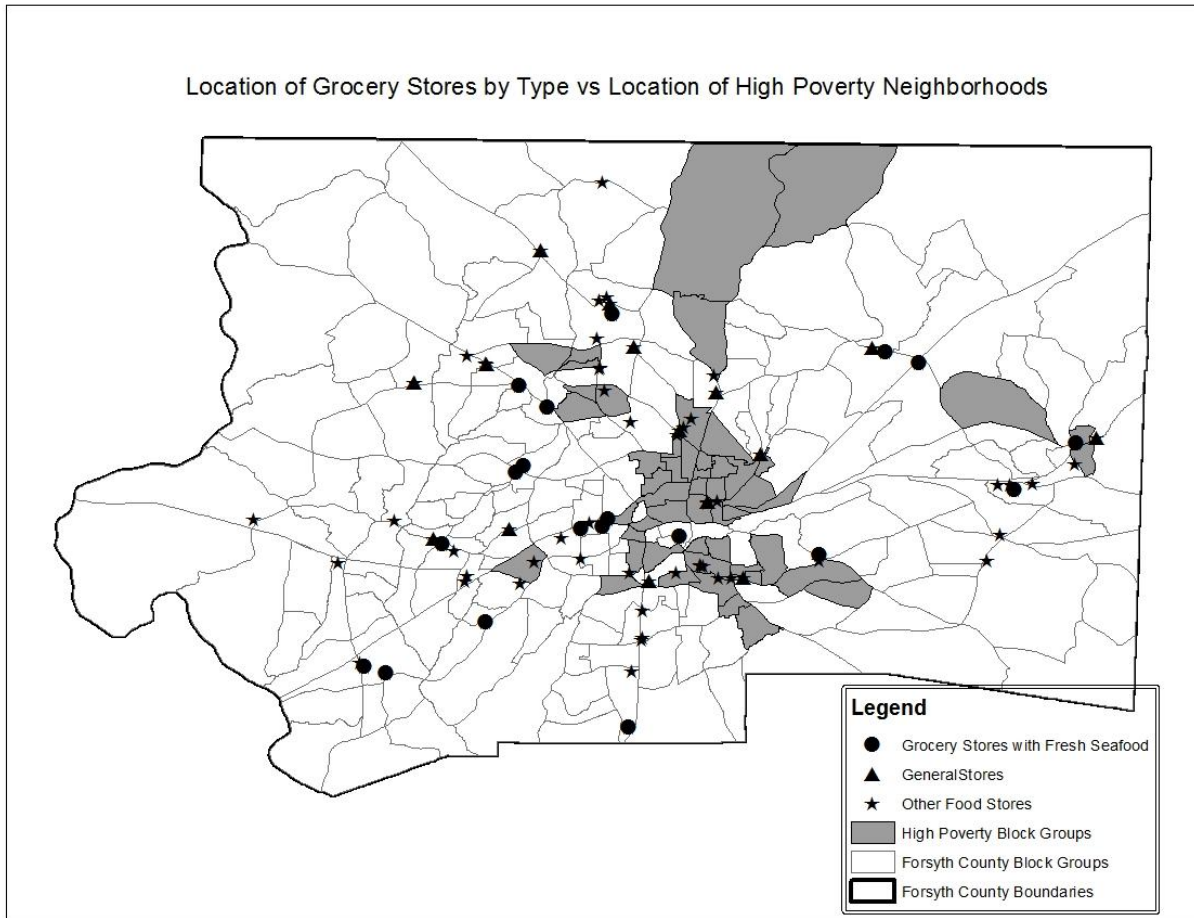 Location of Grocery Stores by Type vs Location of High Poverty Neighborhoods
Legend
Grocery Stores with Fresh Seafood
GeneralStores
Other Food Stores
High Poverty Block Groups
Forsyth County Block Groups
Forsyth County Boundaries